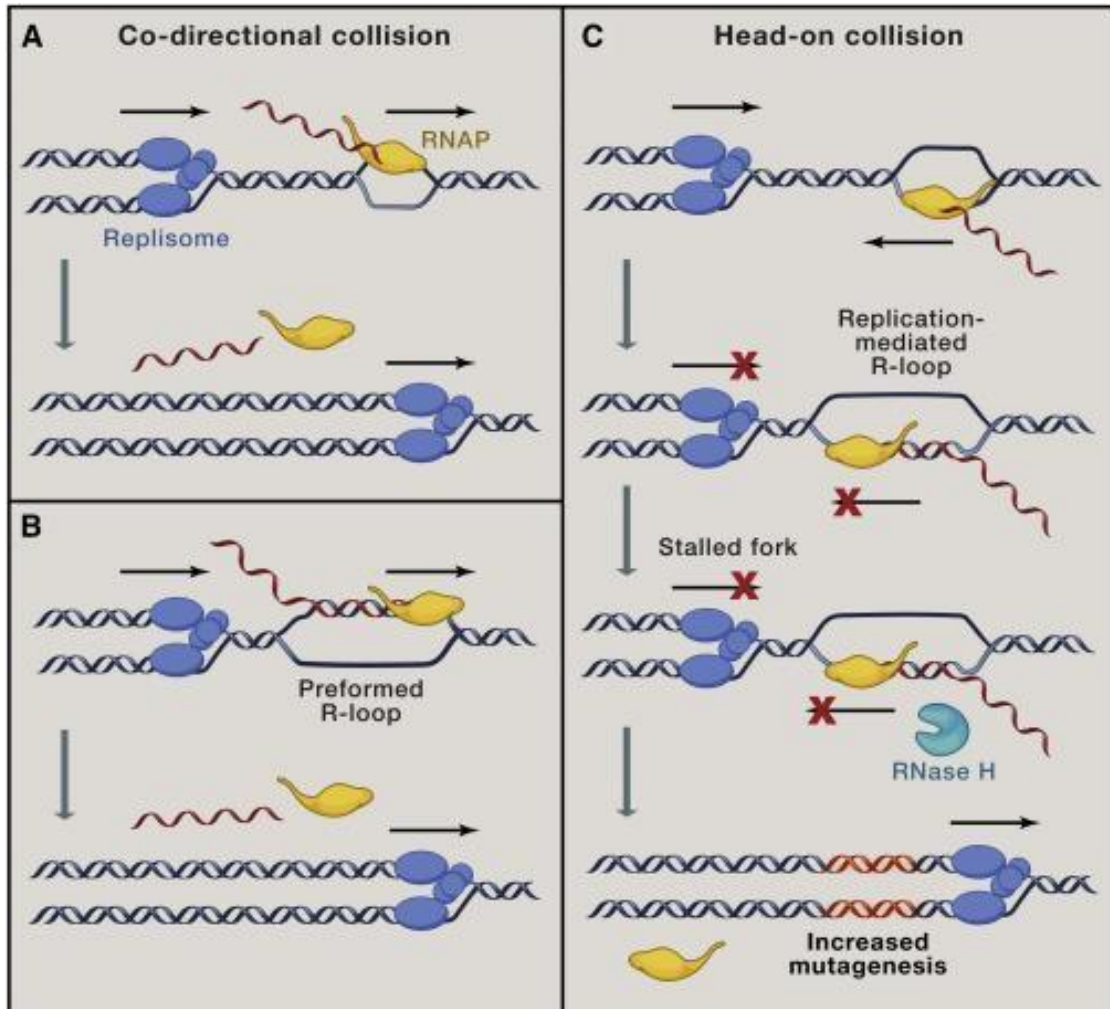 A
Co-directional collision
RNAP
Replisome
B
Preformed
R-loop
C
Head-on collision
Replication-
mediated
R-loop
Stalled fork
RNase H
Increased
mutagenesis